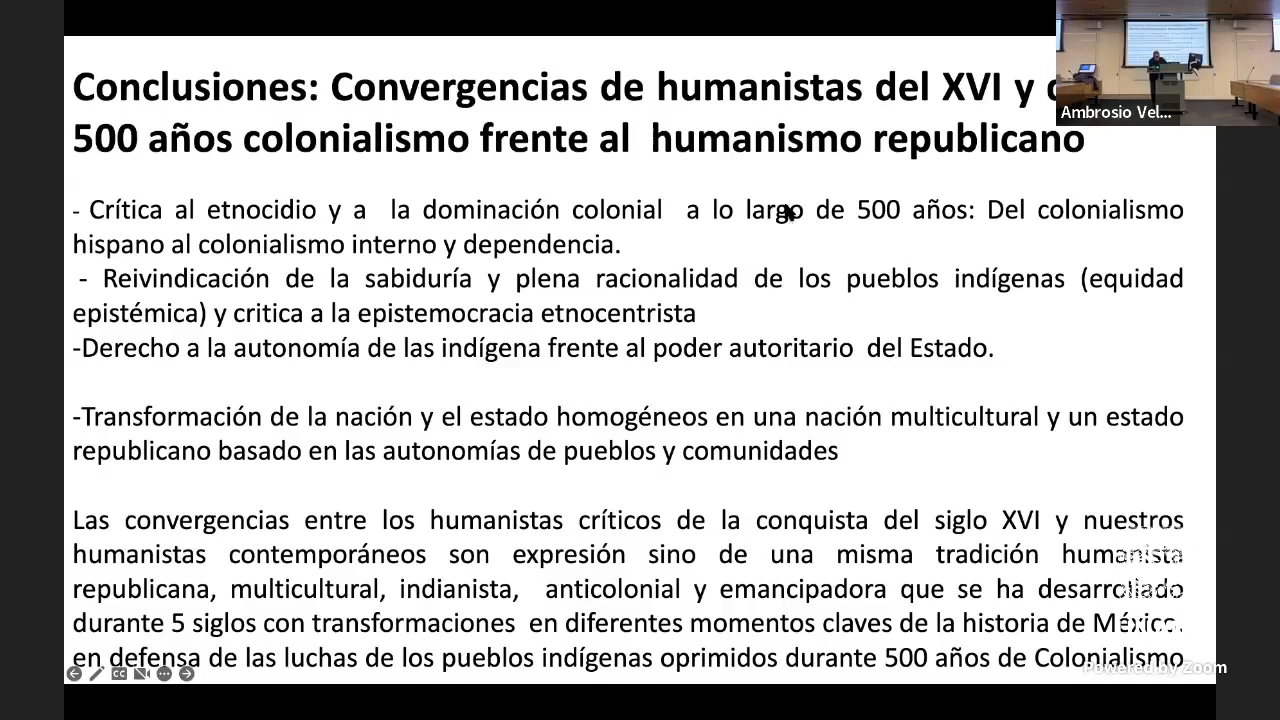 Conclusiones: Convergencias de humanistas del XVI y
500 años colonialismo frente al humanismo republicano
- Crítica al etnocidio y a la dominación colonial a lo largo de 500 años: Del colonialismo
hispano al colonialismo interno y dependencia.
- Reivindicación de la sabiduría y plena racionalidad de los pueblos indígenas (equidad
epistémica) y critica a la epistemocracia etnocentrista
-Derecho a la autonomía de las indígena frente al poder autoritario del Estado.
-Transformación de la nación y el estado homogéneos en una nación multicultural y un estado
republicano basado en las autonomías de pueblos y comunidades
Las convergencias entre los humanistas críticos de la conquista del siglo XVI y nuestros
humanistas contemporáneos son expresión sino de una misma tradición humanista
republicana, multicultural, indianista, anticolonial y emancipadora que se ha desarrollado
durante 5 siglos con transformaciones en diferentes momentos claves de la historia de México,
en defensa de las luchas de los pueblos indígenas oprimidos durante 500 años de Colonialismo
Ambrosio Vel...
CC
Powered by Zoom